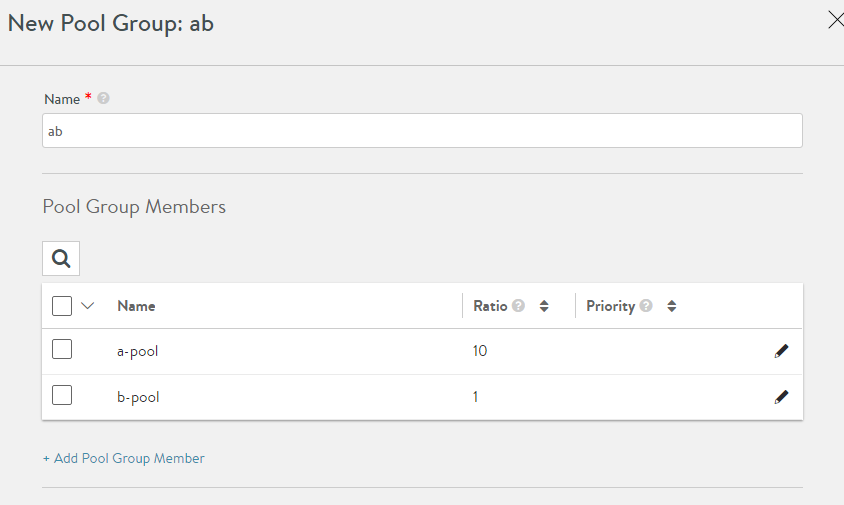 New Pool Group: ab
Name * ?
ab
Pool Group Members
Name Ratio ? Priority ?
a-pool 10
b-pool 1
+ Add Pool Group Member